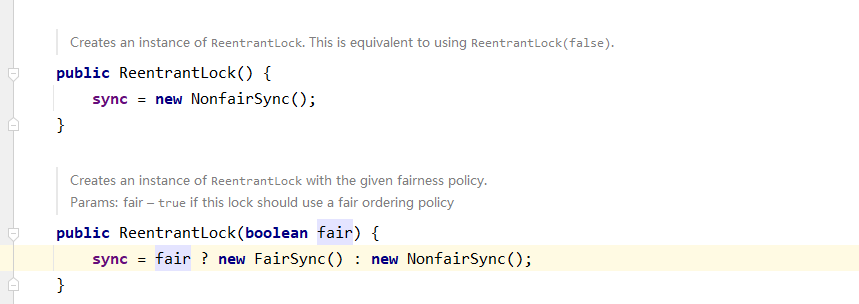 Creates an instance of ReentrantLock. This is equivalent to using ReentrantLock(false).
public ReentrantLock() {
    sync = new NonfairSync();
}
Creates an instance of ReentrantLock with the given fairness policy.
Params: fair – true if this lock should use a fair ordering policy
public ReentrantLock(boolean fair) {
    sync = fair ? new FairSync() : new NonfairSync();
}